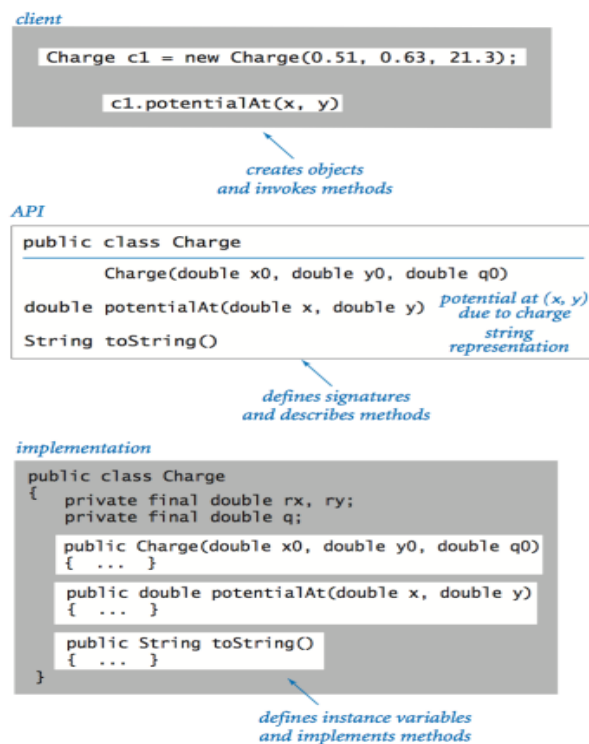 client
Charge c1 = new Charge(0.51, 0.63, 21.3);
c1.potentialAt(x, y)
creates objects
and invokes methods
API
public class Charge
Charge(double x0, double y0, double q0)
double potentialAt(double x, double y) potential at (x, y)
due to charge
String toString() string
representation
defines signatures
and describes methods
implementation
public class Charge
{
private final double rx, ry;
private final double q;
public Charge(double x0, double y0, double q0)
{ ... }
public double potentialAt(double x, double y)
{ ... }
public String toString()
{ ... }
}
defines instance variables
and implements methods